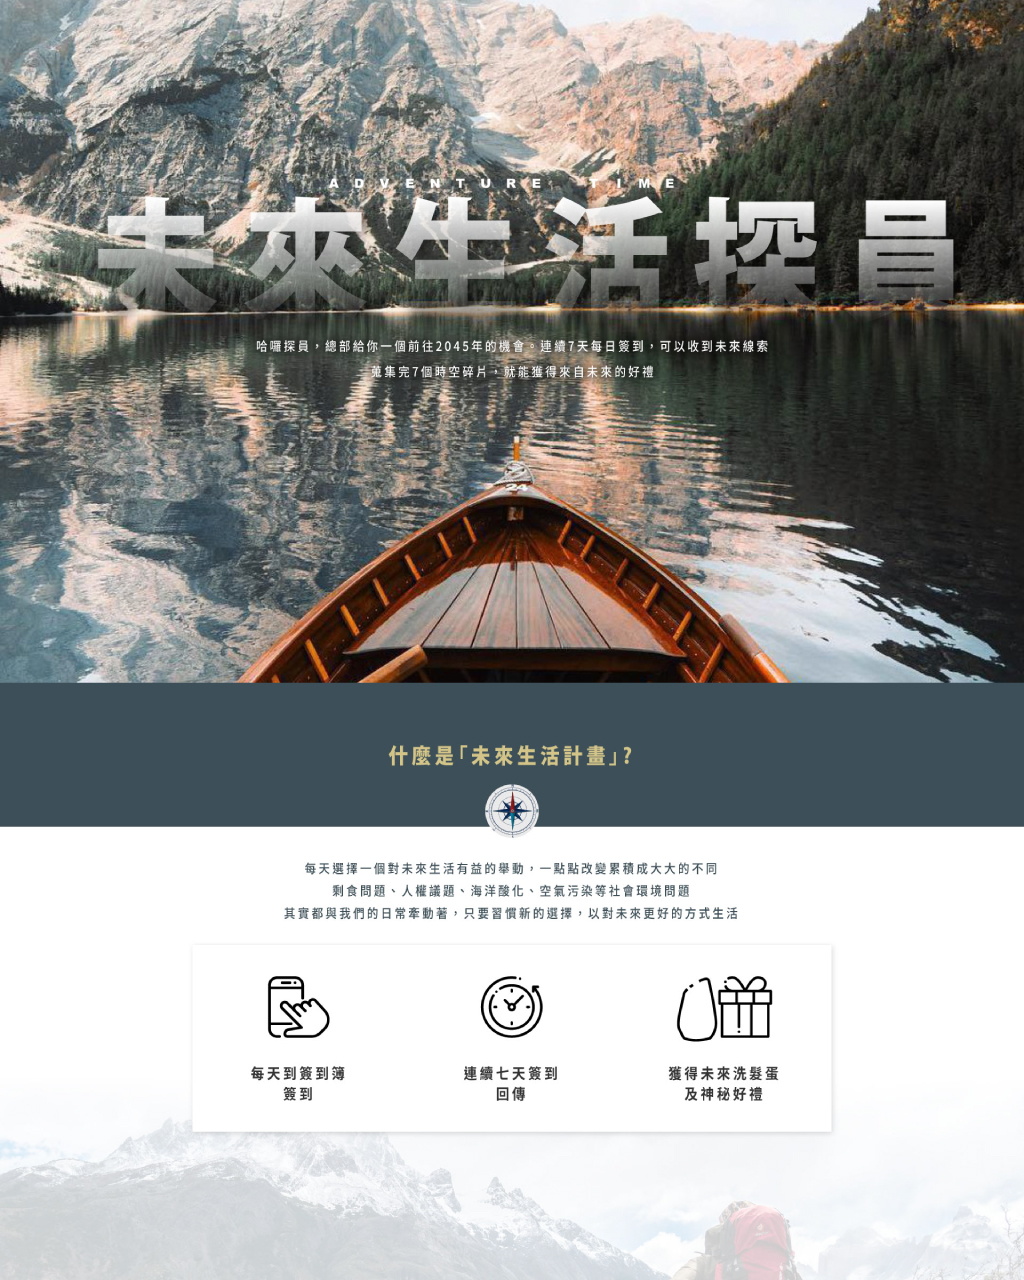 ADVENTURE TIME
未來生活探員
哈囉探員，總部給你一個前往2045年的機會。連續7天每日簽到，可以收到未來線索
蒐集完7個時空碎片，就能獲得來自未來的好禮
24
什麼是「未來生活計畫」?
每天選擇一個對未來生活有益的舉動，一點點改變累積成大大的不同
剩食問題、人權議題、海洋酸化、空氣污染等社會環境問題
其實都與我們的日常牽動著，只要習慣新的選擇，以對未來更好的方式生活
每天到簽到簿
簽到
連續七天簽到
回傳
獲得未來洗髮蛋
及神秘好禮